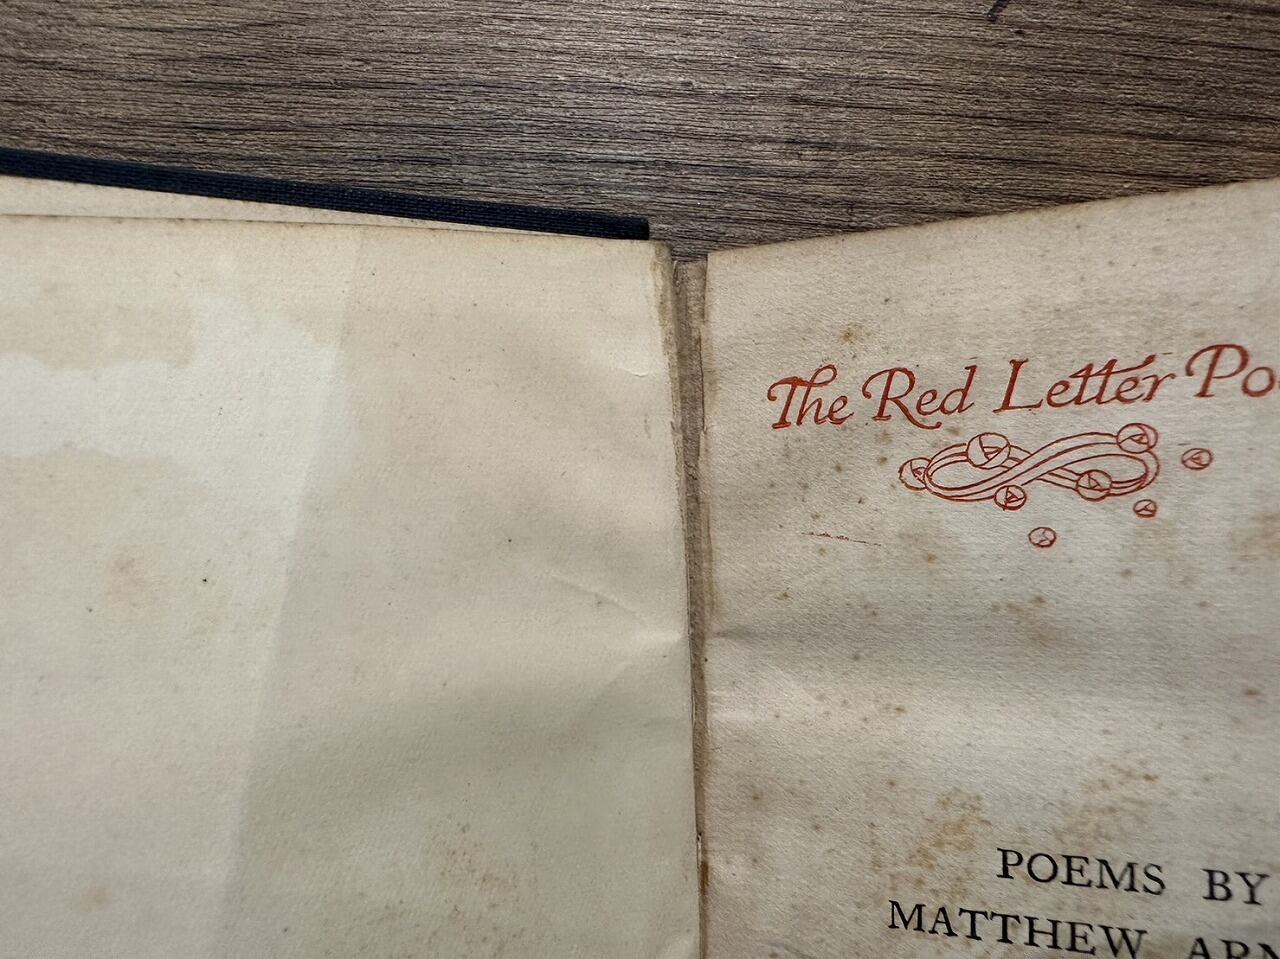 The Red Letter Po
POEMS BY
MATTHEW ARN